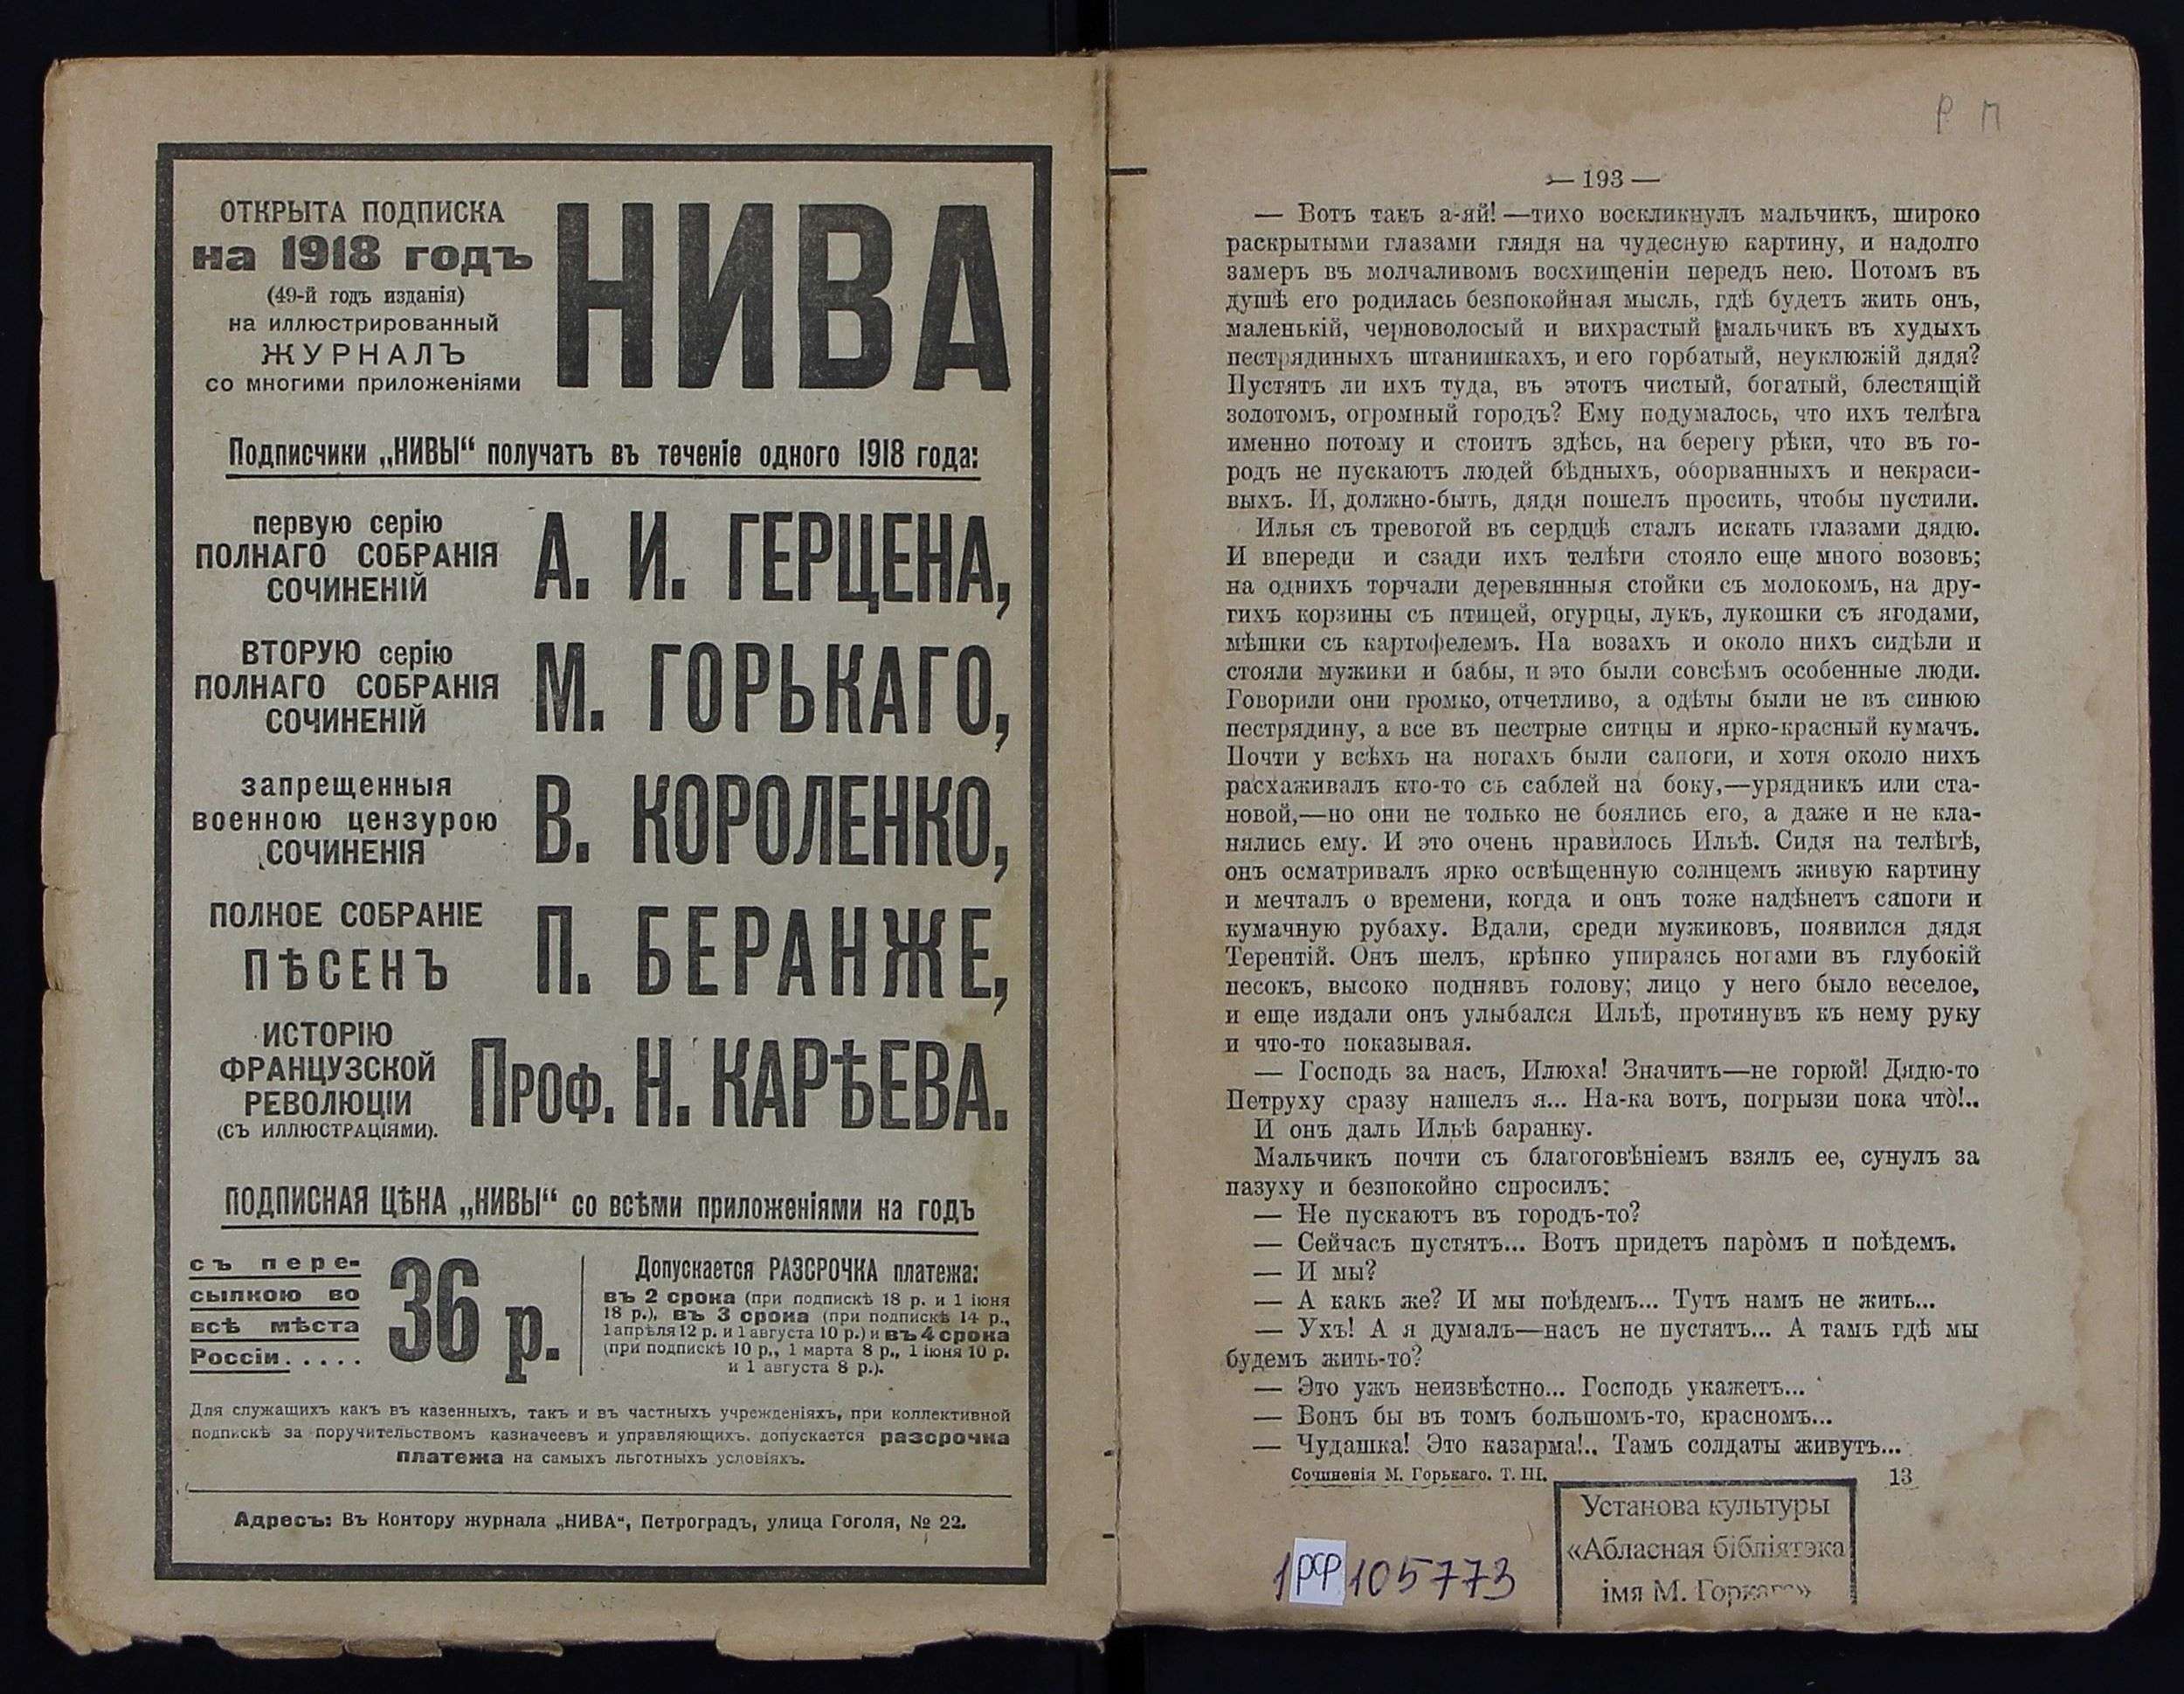 ОТКРЫТА ПОДПИСКА
на 1918 годъ
(49-й годъ изданія)
на иллюстрированный
ЖУРНАЛЪ
со многими приложеніями
НИВА
Подписчики „НИВЫ“ получатъ въ теченіе одного 1918 года:
первую серію
ПОЛНАГО СОБРАНІЯ
СОЧИНЕНІЙ
А. И. ГЕРЦЕНА,
ВТОРУЮ серію
ПОЛНАГО СОБРАНІЯ
СОЧИНЕНІЙ
М. ГОРЬКАГО,
запрещенныя
военною цензурою
СОЧИНЕНІЯ
В. КОРОЛЕНКО,
ПОЛНОЕ СОБРАНІЕ
ПѢСЕНЪ
П. БЕРАНЖЕ,
ИСТОРІЮ
ФРАНЦУЗСКОЙ
РЕВОЛЮЦІИ
(СЪ ИЛЛЮСТРАЦІЯМИ).
Проф. Н. КАРѢЕВА.
ПОДПИСНАЯ ЦѢНА „НИВЫ“ со всѣми приложеніями на годъ
съ пере-
сылкою во
всѣ мѣста
Россіи.....
36 р.
Допускается РАЗСРОЧКА платежа:
въ 2 срока (при подпискѣ 18 р. и 1 іюня
18 р.), въ 3 срока (при подпискѣ 14 р.,
1 апрѣля 12 р. и 1 августа 10 р.) и въ 4 срока
(при подпискѣ 10 р., 1 марта 8 р., 1 іюня 10 р.
и 1 августа 8 р.).
Для служащихъ какъ въ казенныхъ, такъ и въ частныхъ учрежденіяхъ, при коллективной
подпискѣ за поручительствомъ казначеевъ и управляющихъ, допускается разсрочка
платежа на самыхъ льготныхъ условіяхъ.
Адресъ: Въ Контору журнала „НИВА“, Петроградъ, улица Гоголя, № 22.
Р П
— 193 —
— Вотъ такъ а-яй! —тихо воскликнулъ мальчикъ, широко
раскрытыми глазами глядя на чудесную картину, и надолго
замеръ въ молчаливомъ восхищеніи передъ нею. Потомъ въ
душѣ его родилась безпокойная мысль, гдѣ будетъ жить онъ,
маленькій, черноволосый и вихрастый мальчикъ въ худыхъ
пестрядиныхъ штанишкахъ, и его горбатый, неуклюжій дядя?
Пустятъ ли ихъ туда, въ этотъ чистый, богатый, блестящій
золотомъ, огромный городъ? Ему подумалось, что ихъ телѣга
именно потому и стоитъ здѣсь, на берегу рѣки, что въ го-
родъ не пускаютъ людей бѣдныхъ, оборванныхъ и некраси-
выхъ. И, должно-быть, дядя пошелъ просить, чтобы пустили.
Илья съ тревогой въ сердцѣ сталъ искать глазами дядю.
И впереди и сзади ихъ телѣги стояло еще много возовъ;
на однихъ торчали деревянныя стойки съ молокомъ, на дру-
гихъ корзины съ птицей, огурцы, лукъ, лукошки съ ягодами,
мѣшки съ картофелемъ. На возахъ и около нихъ сидѣли и
стояли мужики и бабы, и это были совсѣмъ особенные люди.
Говорили они громко, отчетливо, а одѣты были не въ синюю
пестрядину, а все въ пестрые ситцы и ярко-красный кумачъ.
Почти у всѣхъ на ногахъ были сапоги, и хотя около нихъ
расхаживалъ кто-то съ саблей на боку,—урядникъ или ста-
новой,—но они не только не боялись его, а даже и не кла-
нялись ему. И это очень нравилось Ильѣ. Сидя на телѣгѣ,
онъ осматривалъ ярко освѣщенную солнцемъ живую картину
и мечталъ о времени, когда и онъ тоже надѣнетъ сапоги и
кумачную рубаху. Вдали, среди мужиковъ, появился дядя
Терентій. Онъ шелъ, крѣпко упираясь ногами въ глубокій
песокъ, высоко поднявъ голову; лицо у него было веселое,
и еще издали онъ улыбался Ильѣ, протянувъ къ нему руку
и что-то показывая.
— Господь за насъ, Илюха! Значитъ—не горюй! Дядю-то
Петруху сразу нашелъ я... На-ка вотъ, погрызи пока что̀!..
И онъ далъ Ильѣ баранку.
Мальчикъ почти съ благоговѣніемъ взялъ ее, сунулъ за
пазуху и безпокойно спросилъ:
— Не пускаютъ въ городъ-то?
— Сейчасъ пустятъ... Вотъ придетъ паро̀мъ и поѣдемъ.
— И мы?
— А какъ же? И мы поѣдемъ... Тутъ намъ не жить...
— Ухъ! А я думалъ—насъ не пустятъ... А тамъ гдѣ мы
будемъ жить-то?
— Это ужъ неизвѣстно... Господь укажетъ...
— Вонъ бы въ томъ большомъ-то, красномъ...
— Чудашка! Это казарма!.. Тамъ солдаты живутъ...
Сочиненія М. Горькаго. Т. III.
13
Установа культуры
«Абласная бібліятэка
імя М. Горкага»
1рф105773